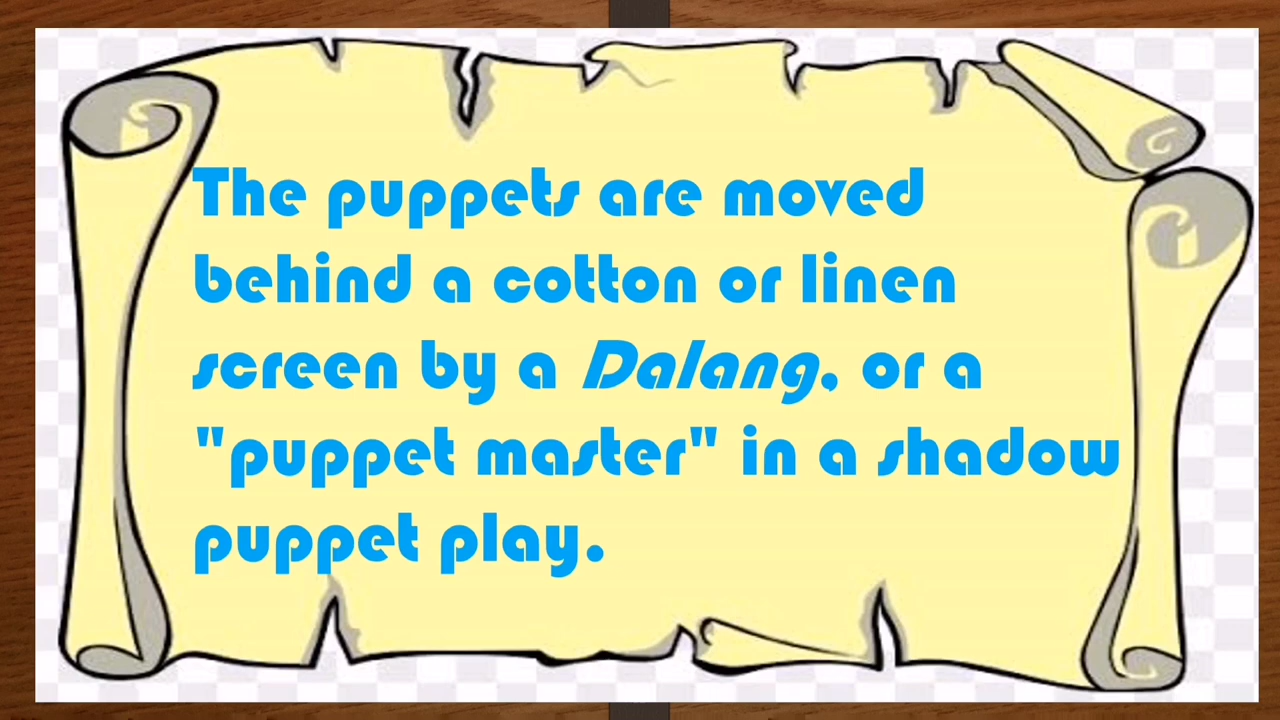 The puppets are moved
behind a cotton or linen
screen by a Dalang, or a
"puppet master" in a shadow
puppet play.